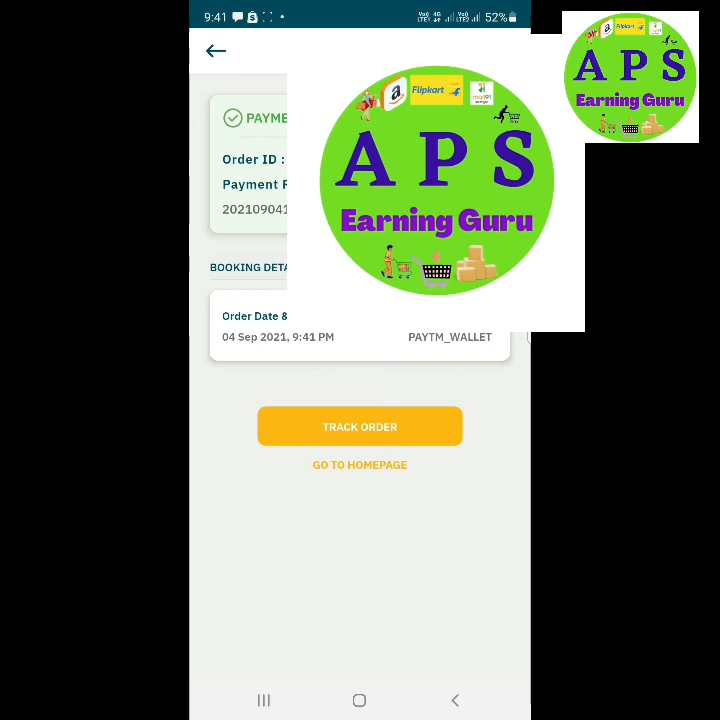 9:41
52%
PAYME
Order ID :
Payment F
202109041
BOOKING DETA
Order Date &
04 Sep 2021, 9:41 PM
PAYTM_WALLET
TRACK ORDER
GO TO HOMEPAGE
a
Flipkart
A P S
Earning Guru
a
Flipkart
A P S
Earning Guru